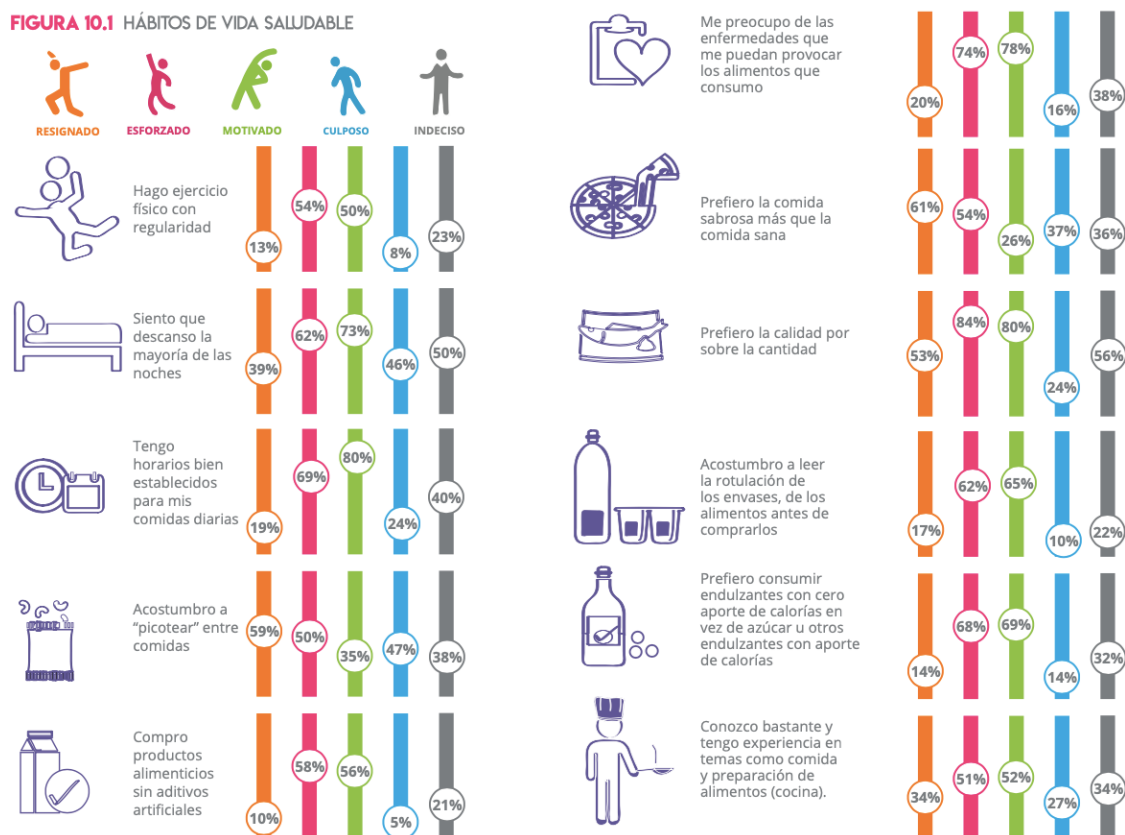 FIGURA 10.1 HÁBITOS DE VIDA SALUDABLE
RESIGNADO ESFORZADO MOTIVADO CULPOSO INDECISO
Hago ejercicio
físico con
regularidad
13% 54% 50% 8% 23%
Siento que
descanso la
mayoría de las
noches
39% 62% 73% 46% 50%
Tengo
horarios bien
establecidos
para mis
comidas diarias
19% 69% 80% 24% 40%
Acostumbro a
“picotear” entre
comidas
59% 50% 35% 47% 38%
Compro
productos
alimenticios
sin aditivos
artificiales
10% 58% 56% 5% 21%
Me preocupo de las
enfermedades que
me puedan provocar
los alimentos que
consumo
20% 74% 78% 16% 38%
Prefiero la comida
sabrosa más que la
comida sana
61% 54% 26% 37% 36%
Prefiero la calidad por
sobre la cantidad
53% 84% 80% 24% 56%
Acostumbro a leer
la rotulación de
los envases, de los
alimentos antes de
comprarlos
17% 62% 65% 10% 22%
Prefiero consumir
endulzantes con cero
aporte de calorías en
vez de azúcar u otros
endulzantes con aporte
de calorías
14% 68% 69% 14% 32%
Conozco bastante y
tengo experiencia en
temas como comida
y preparación de
alimentos (cocina).
34% 51% 52% 27% 34%